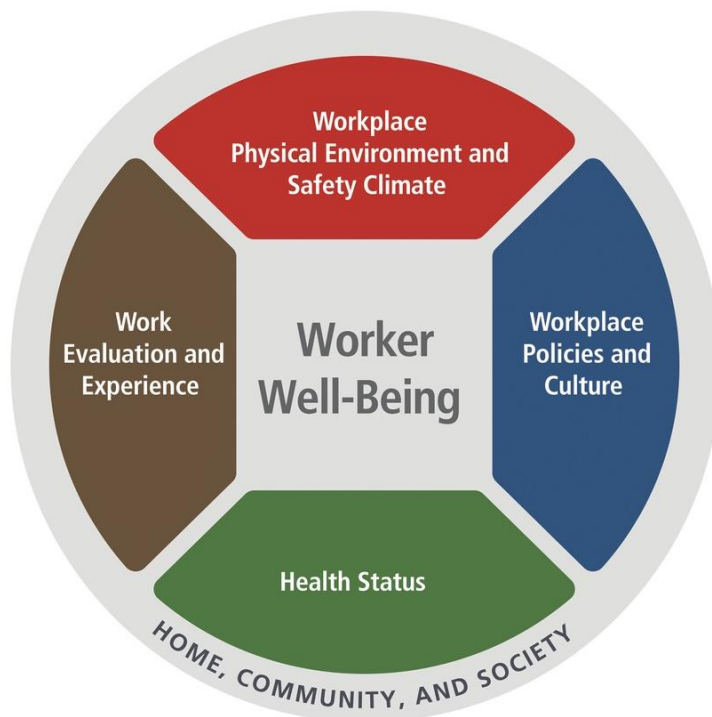 Workplace
Physical Environment and
Safety Climate
Work
Evaluation and
Experience
Worker
Well-Being
Workplace
Policies and
Culture
Health Status
HOME, COMMUNITY, AND SOCIETY